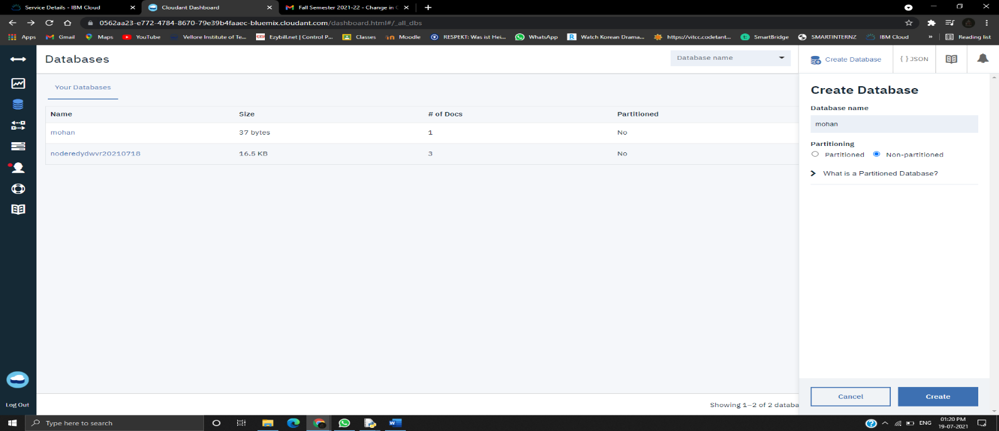 Service Details - IBM Cloud
Cloudant Dashboard
Fall Semester 2021-22 - Change in
0562aa23-e772-4784-8670-79e39b4faaec-bluemix.cloudant.com/dashboard.html#/_all_dbs
Apps Gmail Maps YouTube Vellore Institute of Te... Ezybill.net | Control P... Classes Moodle RESPEKT: Was ist Hei... WhatsApp Watch Korean Drama... https://vitcc.codetant... SmartBridge SMARTINTERNZ IBM Cloud » Reading list
Databases
Database name
Create Database
{ } JSON
Your Databases
Name Size # of Docs Partitioned
mohan 37 bytes 1 No
noderedydwvr20210718 16.5 KB 3 No
Showing 1–2 of 2 databa
Create Database
Database name
mohan
Partitioning
Partitioned Non-partitioned
What is a Partitioned Database?
Cancel Create
Log Out
Type here to search
ENG
01:20 PM
19-07-2021